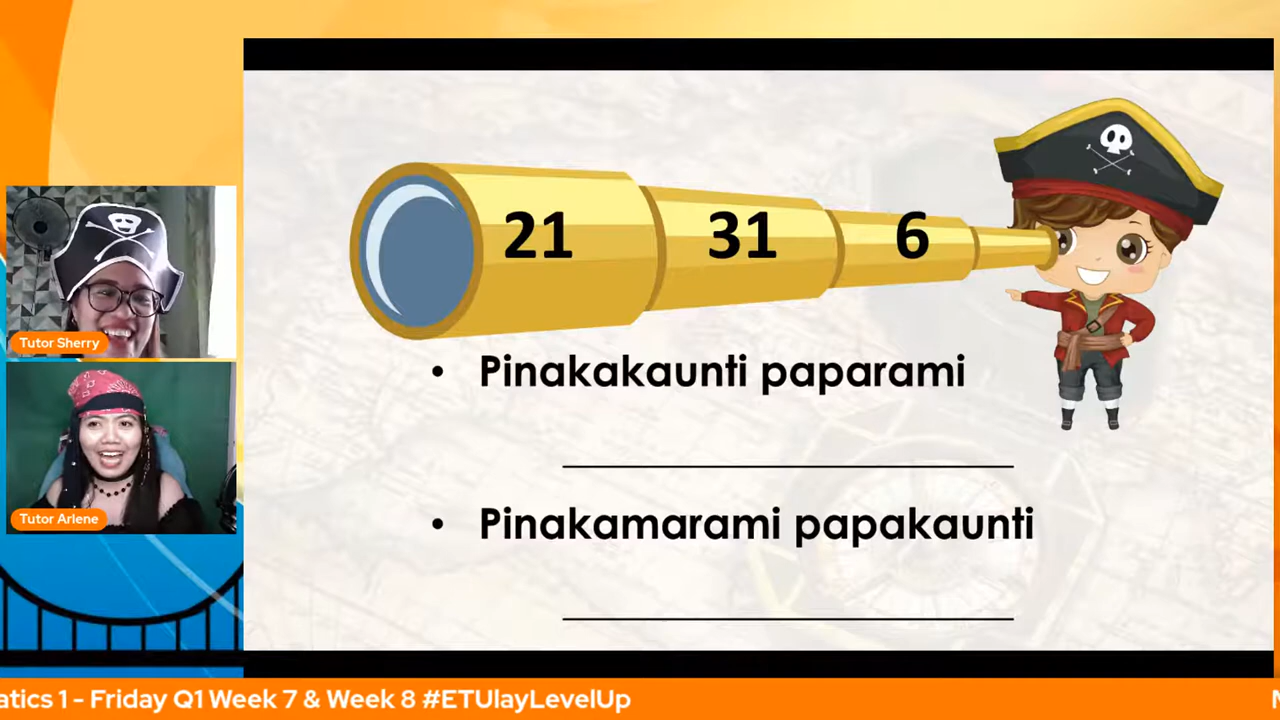 21 31 6
• Pinakakaunti paparami
• Pinakamarami papakaunti
Tutor Sherry
Tutor Arlene
atics 1 - Friday Q1 Week 7 & Week 8 #ETUlayLevelUp